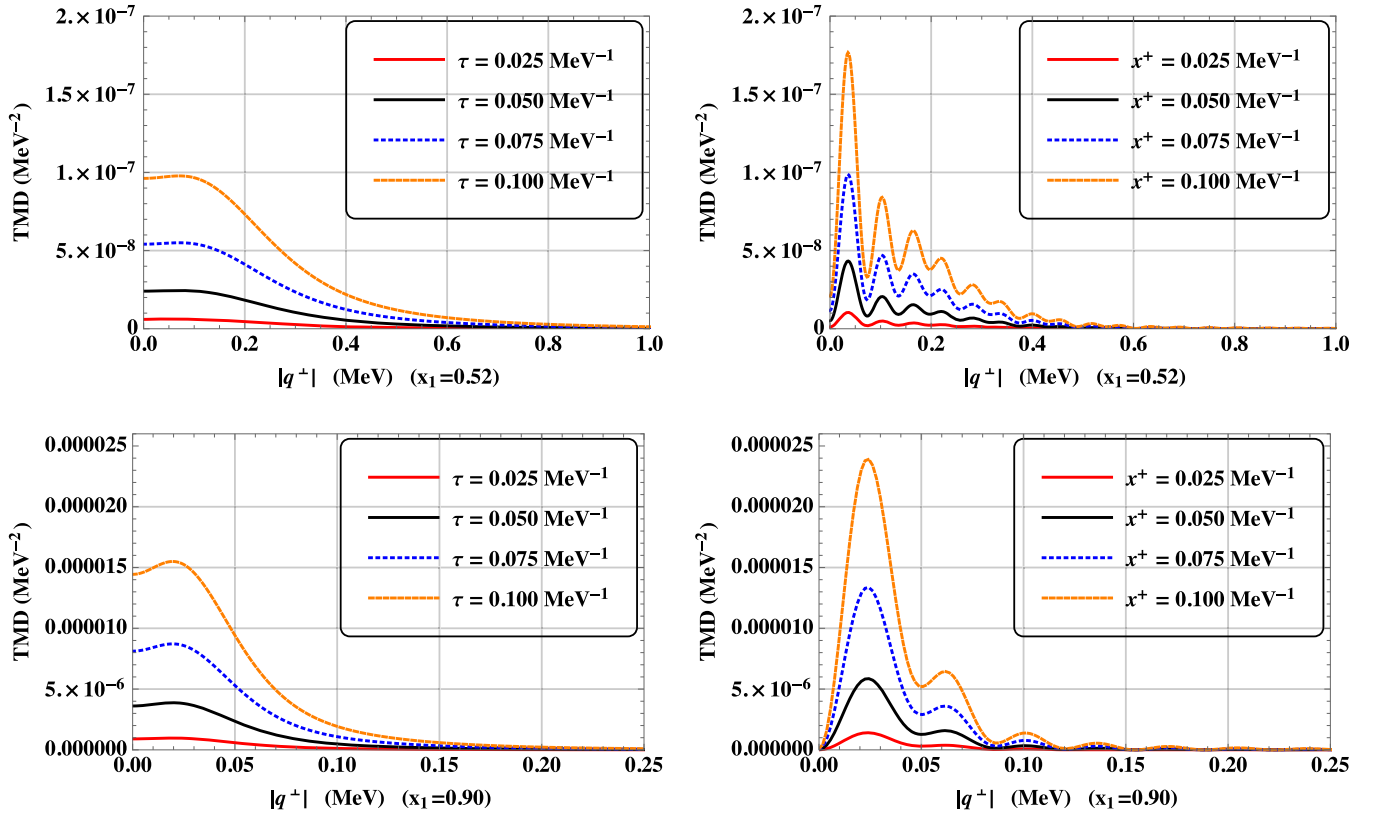 TMD (MeV⁻²)
2.×10⁻⁷
1.5×10⁻⁷
1.×10⁻⁷
5.×10⁻⁸
0
τ = 0.025 MeV⁻¹
τ = 0.050 MeV⁻¹
τ = 0.075 MeV⁻¹
τ = 0.100 MeV⁻¹
0.0 0.2 0.4 0.6 0.8 1.0
|q^⊥| (MeV) (x₁=0.52)
TMD (MeV⁻²)
2.×10⁻⁷
1.5×10⁻⁷
1.×10⁻⁷
5.×10⁻⁸
0
x⁺ = 0.025 MeV⁻¹
x⁺ = 0.050 MeV⁻¹
x⁺ = 0.075 MeV⁻¹
x⁺ = 0.100 MeV⁻¹
0.0 0.2 0.4 0.6 0.8 1.0
|q^⊥| (MeV) (x₁=0.52)
TMD (MeV⁻²)
0.000025
0.000020
0.000015
0.000010
5.×10⁻⁶
0.000000
τ = 0.025 MeV⁻¹
τ = 0.050 MeV⁻¹
τ = 0.075 MeV⁻¹
τ = 0.100 MeV⁻¹
0.00 0.05 0.10 0.15 0.20 0.25
|q^⊥| (MeV) (x₁=0.90)
TMD (MeV⁻²)
0.000025
0.000020
0.000015
0.000010
5.×10⁻⁶
0.000000
x⁺ = 0.025 MeV⁻¹
x⁺ = 0.050 MeV⁻¹
x⁺ = 0.075 MeV⁻¹
x⁺ = 0.100 MeV⁻¹
0.00 0.05 0.10 0.15 0.20 0.25
|q^⊥| (MeV) (x₁=0.90)